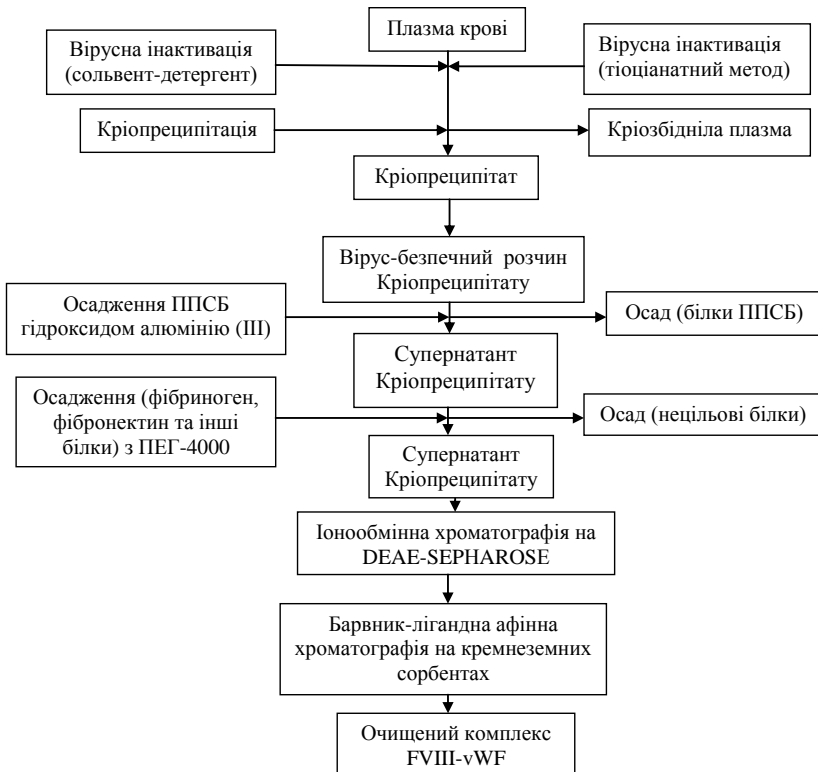 Плазма крові
Вірусна інактивація
(сольвент-детергент)
Вірусна інактивація
(тіоціанатний метод)
Кріопреципітація
Кріозбідніла плазма
Кріопреципітат
Вірус-безпечний розчин
Кріопреципітату
Осадження ППСБ
гідроксидом алюмінію (III)
Осад (білки ППСБ)
Супернатант
Кріопреципітату
Осадження (фібриноген,
фібронектин та інші
білки) з ПЕГ-4000
Осад (нецільові білки)
Супернатант
Кріопреципітату
Іонообмінна хроматографія на
DEAE-SEPHAROSE
Барвник-лігандна афінна
хроматографія на кремнеземних
сорбентах
Очищений комплекс
FVIII-vWF